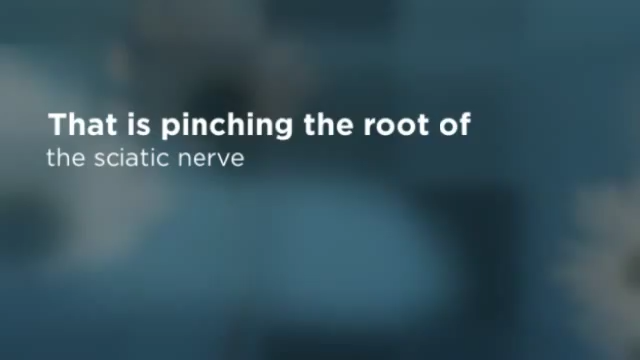 That is pinching the root of
the sciatic nerve